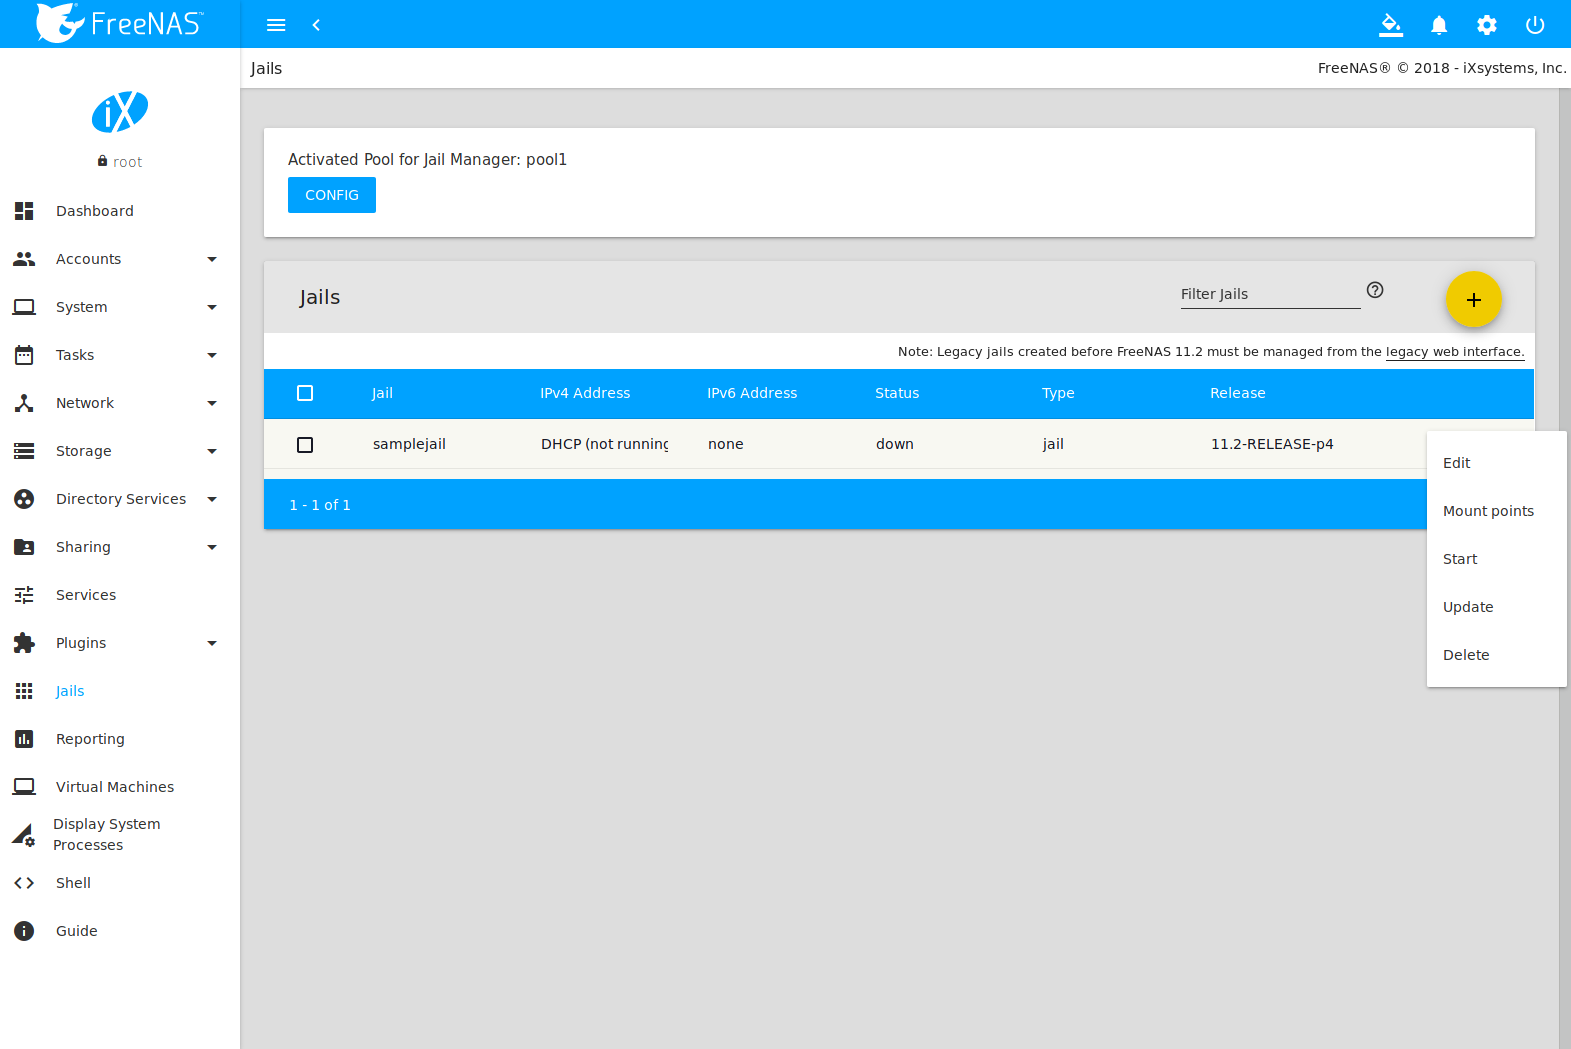 FreeNAS™
Jails
FreeNAS® © 2018 - iXsystems, Inc.
iX
root
Dashboard
Accounts
System
Tasks
Network
Storage
Directory Services
Sharing
Services
Plugins
Jails
Reporting
Virtual Machines
Display System
Processes
Shell
Guide
Activated Pool for Jail Manager: pool1
CONFIG
Jails
Filter Jails
Note: Legacy jails created before FreeNAS 11.2 must be managed from the legacy web interface.
Jail IPv4 Address IPv6 Address Status Type Release
samplejail DHCP (not running none down jail 11.2-RELEASE-p4
1 - 1 of 1
Edit
Mount points
Start
Update
Delete